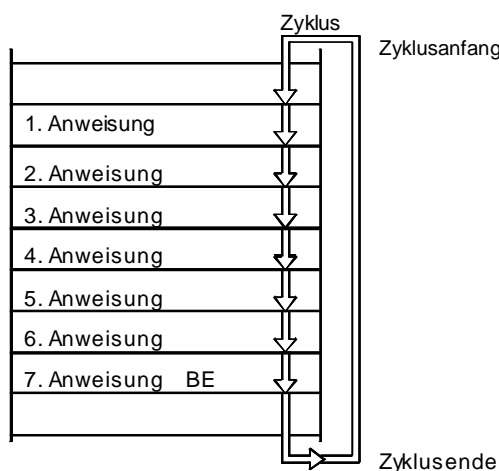 Zyklus
Zyklusanfang
1. Anweisung
2. Anweisung
3. Anweisung
4. Anweisung
5. Anweisung
6. Anweisung
7. Anweisung BE
Zyklusende